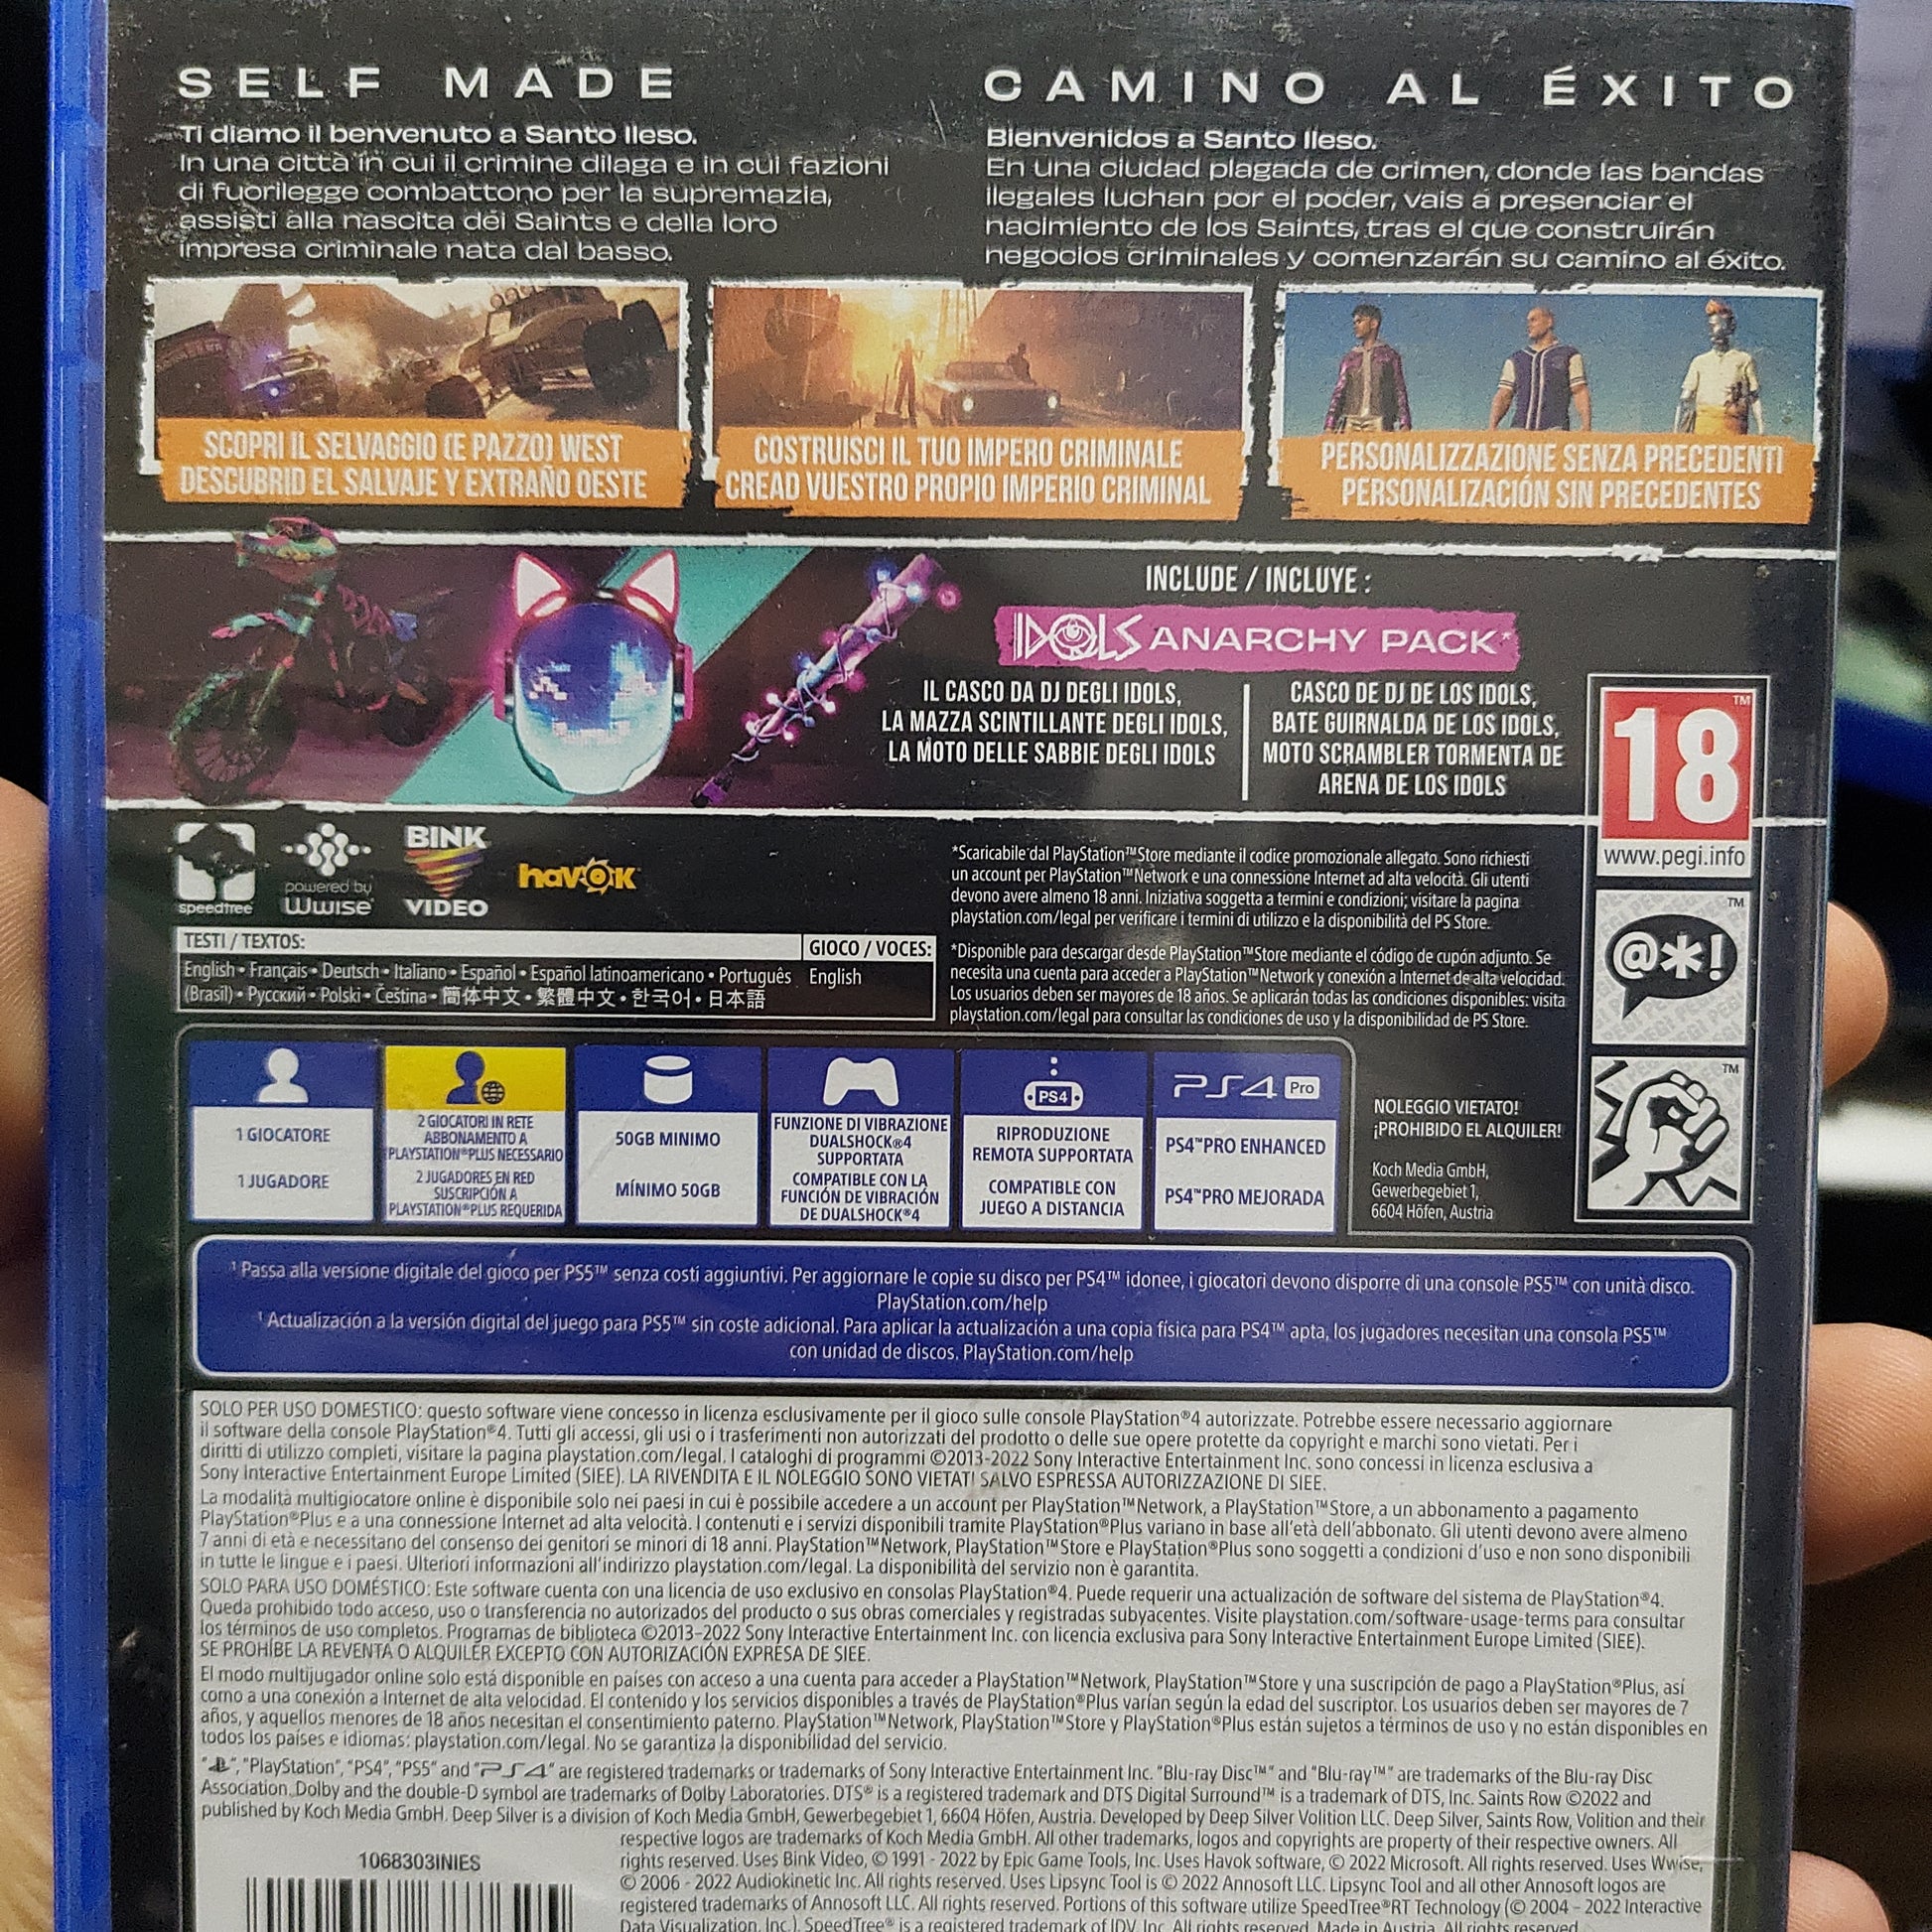 SELF MADE
Ti diamo il benvenuto a Santo Ileso.
In una città in cui il crimine dilaga e in cui fazioni
di fuorilegge combattono per la supremazia,
assisti alla nascita dei Saints e della loro
impresa criminale nata dal basso.
CAMINO AL ÉXITO
Bienvenidos a Santo Ileso.
En una ciudad plagada de crimen, donde las bandas
ilegales luchan por el poder, vais a presenciar el
nacimiento de los Saints, tras el que construirán
negocios criminales y comenzarán su camino al éxito.
SCOPRI IL SELVAGGIO (E PAZZO) WEST
DESCUBRID EL SALVAJE Y EXTRAÑO OESTE
COSTRUISCI IL TUO IMPERO CRIMINALE
CREAD VUESTRO PROPIO IMPERIO CRIMINAL
PERSONALIZZAZIONE SENZA PRECEDENTI
PERSONALIZACIÓN SIN PRECEDENTES
INCLUDE / INCLUYE :
IDOLS ANARCHY PACK*
IL CASCO DA DJ DEGLI IDOLS,
LA MAZZA SCINTILLANTE DEGLI IDOLS,
LA MOTO DELLE SABBIE DEGLI IDOLS
CASCO DE DJ DE LOS IDOLS,
BATE GUIRNALDA DE LOS IDOLS,
MOTO SCRAMBLER TORMENTA DE
ARENA DE LOS IDOLS
18™
www.pegi.info
@*!™
™
speedtree
powered by
Wwise
BINK
VIDEO
havok
*Scaricabile dal PlayStation™Store mediante il codice promozionale allegato. Sono richiesti
un account per PlayStation™Network e una connessione Internet ad alta velocità. Gli utenti
devono avere almeno 18 anni. Iniziativa soggetta a termini e condizioni; visitare la pagina
playstation.com/legal per verificare i termini di utilizzo e la disponibilità del PS Store.
*Disponible para descargar desde PlayStation™Store mediante el código de cupón adjunto. Se
necesita una cuenta para acceder a PlayStation™Network y conexión a Internet de alta velocidad.
Los usuarios deben ser mayores de 18 años. Se aplicarán todas las condiciones disponibles: visita
playstation.com/legal para consultar las condiciones de uso y la disponibilidad de PS Store.
TESTI / TEXTOS:
English • Français • Deutsch • Italiano • Español • Español latinoamericano • Português
(Brasil) • Русский • Polski • Čeština • 简体中文 • 繁體中文 • 한국어 • 日本語
GIOCO / VOCES:
English
1 GIOCATORE
1 JUGADORE
2 GIOCATORI IN RETE
ABBONAMENTO A
PLAYSTATION®PLUS NECESSARIO
2 JUGADORES EN RED
SUSCRIPCIÓN A
PLAYSTATION®PLUS REQUERIDA
50GB MINIMO
MÍNIMO 50GB
FUNZIONE DI VIBRAZIONE
DUALSHOCK®4
SUPPORTATA
COMPATIBLE CON LA
FUNCIÓN DE VIBRACIÓN
DE DUALSHOCK®4
PS4
RIPRODUZIONE
REMOTA SUPPORTATA
COMPATIBLE CON
JUEGO A DISTANCIA
PS4 Pro
PS4™PRO ENHANCED
PS4™PRO MEJORADA
NOLEGGIO VIETATO!
¡PROHIBIDO EL ALQUILER!
Koch Media GmbH,
Gewerbegebiet 1,
6604 Höfen, Austria
¹ Passa alla versione digitale del gioco per PS5™ senza costi aggiuntivi. Per aggiornare le copie su disco per PS4™ idonee, i giocatori devono disporre di una console PS5™ con unità disco.
PlayStation.com/help
¹ Actualización a la versión digital del juego para PS5™ sin coste adicional. Para aplicar la actualización a una copia física para PS4™ apta, los jugadores necesitan una consola PS5™
con unidad de discos. PlayStation.com/help
SOLO PER USO DOMESTICO: questo software viene concesso in licenza esclusivamente per il gioco sulle console PlayStation®4 autorizzate. Potrebbe essere necessario aggiornare
il software della console PlayStation®4. Tutti gli accessi, gli usi o i trasferimenti non autorizzati del prodotto o delle sue opere protette da copyright e marchi sono vietati. Per i
diritti di utilizzo completi, visitare la pagina playstation.com/legal. I cataloghi di programmi ©2013-2022 Sony Interactive Entertainment Inc. sono concessi in licenza esclusiva a
Sony Interactive Entertainment Europe Limited (SIEE). LA RIVENDITA E IL NOLEGGIO SONO VIETATI SALVO ESPRESSA AUTORIZZAZIONE DI SIEE.
La modalità multigiocatore online è disponibile solo nei paesi in cui è possibile accedere a un account per PlayStation™Network, a PlayStation™Store, a un abbonamento a pagamento
PlayStation®Plus e a una connessione Internet ad alta velocità. I contenuti e i servizi disponibili tramite PlayStation®Plus variano in base all'età dell'abbonato. Gli utenti devono avere almeno
7 anni di età e necessitano del consenso dei genitori se minori di 18 anni. PlayStation™Network, PlayStation™Store e PlayStation®Plus sono soggetti a condizioni d'uso e non sono disponibili
in tutte le lingue e i paesi. Ulteriori informazioni all'indirizzo playstation.com/legal. La disponibilità del servizio non è garantita.
SOLO PARA USO DOMÉSTICO: Este software cuenta con una licencia de uso exclusivo en consolas PlayStation®4. Puede requerir una actualización de software del sistema de PlayStation®4.
Queda prohibido todo acceso, uso o transferencia no autorizados del producto o sus obras comerciales y registradas subyacentes. Visite playstation.com/software-usage-terms para consultar
los términos de uso completos. Programas de biblioteca ©2013-2022 Sony Interactive Entertainment Inc. con licencia exclusiva para Sony Interactive Entertainment Europe Limited (SIEE).
SE PROHÍBE LA REVENTA O ALQUILER EXCEPTO CON AUTORIZACIÓN EXPRESA DE SIEE.
El modo multijugador online solo está disponible en países con acceso a una cuenta para acceder a PlayStation™Network, PlayStation™Store y una suscripción de pago a PlayStation®Plus, así
como a una conexión a Internet de alta velocidad. El contenido y los servicios disponibles a través de PlayStation®Plus varían según la edad del suscriptor. Los usuarios deben ser mayores de 7
años, y aquellos menores de 18 años necesitan el consentimiento paterno. PlayStation™Network, PlayStation™Store y PlayStation®Plus están sujetos a términos de uso y no están disponibles en
todos los países e idiomas: playstation.com/legal. No se garantiza la disponibilidad del servicio.
" ", "PlayStation", "PS4", "PS5" and "PS4" are registered trademarks or trademarks of Sony Interactive Entertainment Inc. "Blu-ray Disc™" and "Blu-ray™" are trademarks of the Blu-ray Disc
Association. Dolby and the double-D symbol are trademarks of Dolby Laboratories. DTS® is a registered trademark and DTS Digital Surround™ is a trademark of DTS, Inc. Saints Row ©2022 and
published by Koch Media GmbH. Deep Silver is a division of Koch Media GmbH, Gewerbegebiet 1, 6604 Höfen, Austria. Developed by Deep Silver Volition LLC. Deep Silver, Saints Row, Volition and their
respective logos are trademarks of Koch Media GmbH. All other trademarks, logos and copyrights are property of their respective owners. All
rights reserved. Uses Bink Video, © 1991 - 2022 by Epic Game Tools, Inc. Uses Havok software, © 2022 Microsoft. All rights reserved. Uses Wwise,
© 2006 - 2022 Audiokinetic Inc. All rights reserved. Uses Lipsync Tool is © 2022 Annosoft LLC. Lipsync Tool and all other Annosoft logos are
registered trademarks of Annosoft LLC. All rights reserved. Portions of this software utilize SpeedTree®RT Technology (© 2004 - 2022 Interactive
Data Visualization, Inc.). SpeedTree® is a registered trademark of IDV, Inc. All rights reserved. Made in Austria. All rights reserved.
1068303INIES